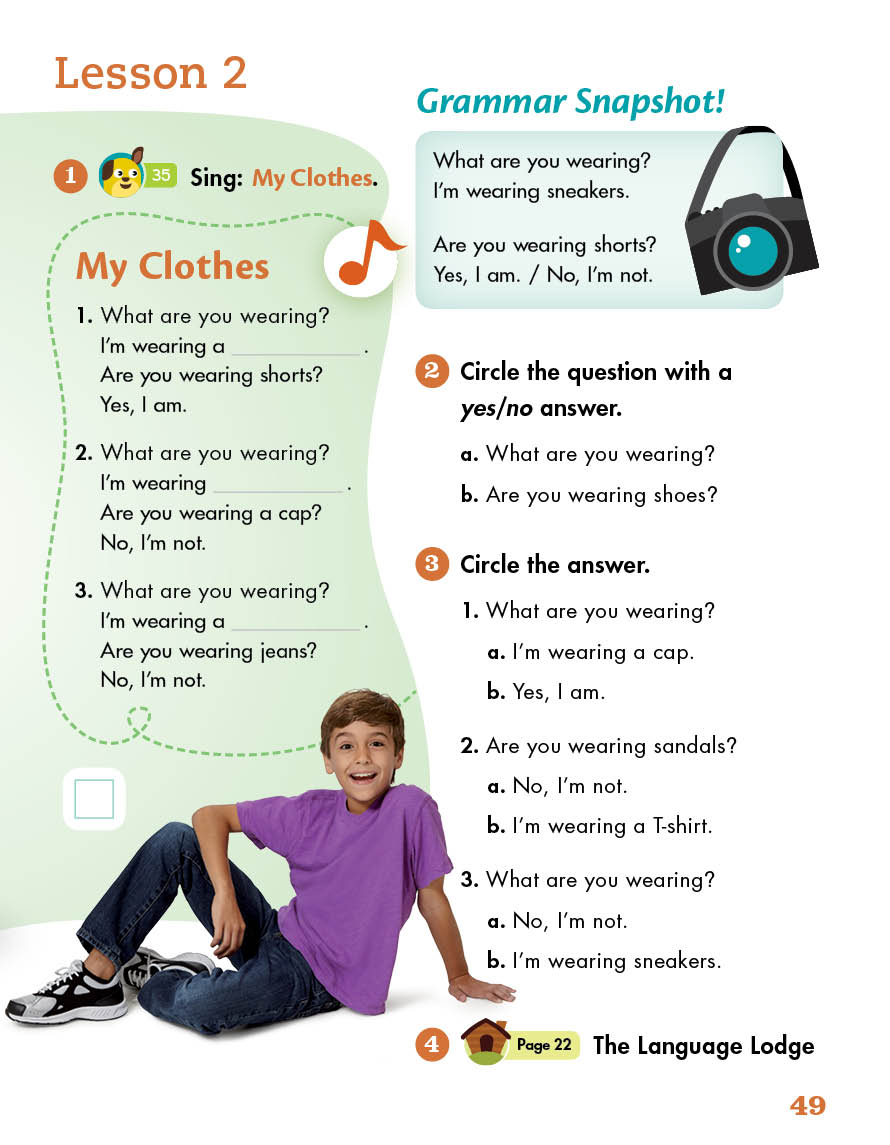 Lesson 2
1 35 Sing: My Clothes.
My Clothes
1. What are you wearing?
I'm wearing a ____________ .
Are you wearing shorts?
Yes, I am.
2. What are you wearing?
I'm wearing ____________ .
Are you wearing a cap?
No, I'm not.
3. What are you wearing?
I'm wearing a ____________ .
Are you wearing jeans?
No, I'm not.
Grammar Snapshot!
What are you wearing?
I'm wearing sneakers.
Are you wearing shorts?
Yes, I am. / No, I'm not.
2 Circle the question with a
yes/no answer.
a. What are you wearing?
b. Are you wearing shoes?
3 Circle the answer.
1. What are you wearing?
a. I'm wearing a cap.
b. Yes, I am.
2. Are you wearing sandals?
a. No, I'm not.
b. I'm wearing a T-shirt.
3. What are you wearing?
a. No, I'm not.
b. I'm wearing sneakers.
4 Page 22 The Language Lodge
49